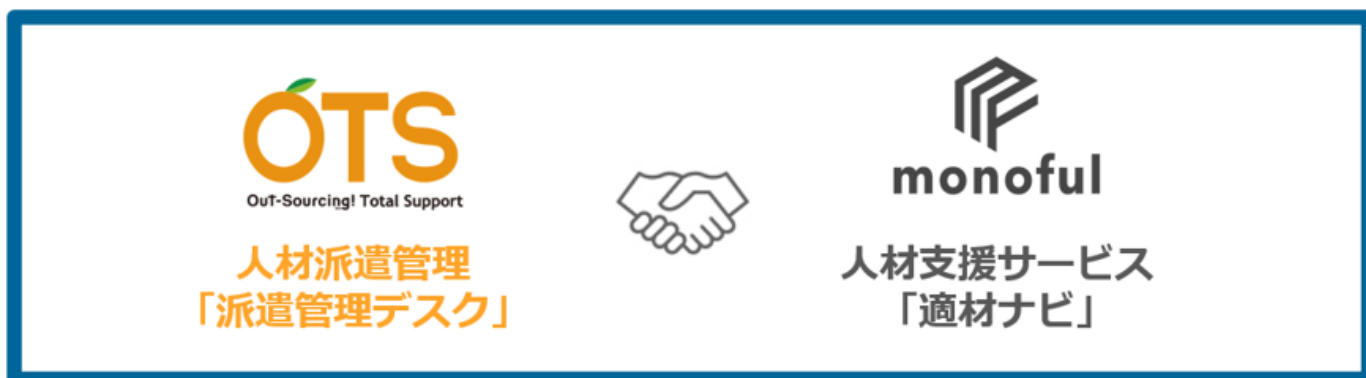 OTS
Out-Sourcing! Total Support
人材派遣管理
「派遣管理デスク」
monoful
人材支援サービス
「適材ナビ」